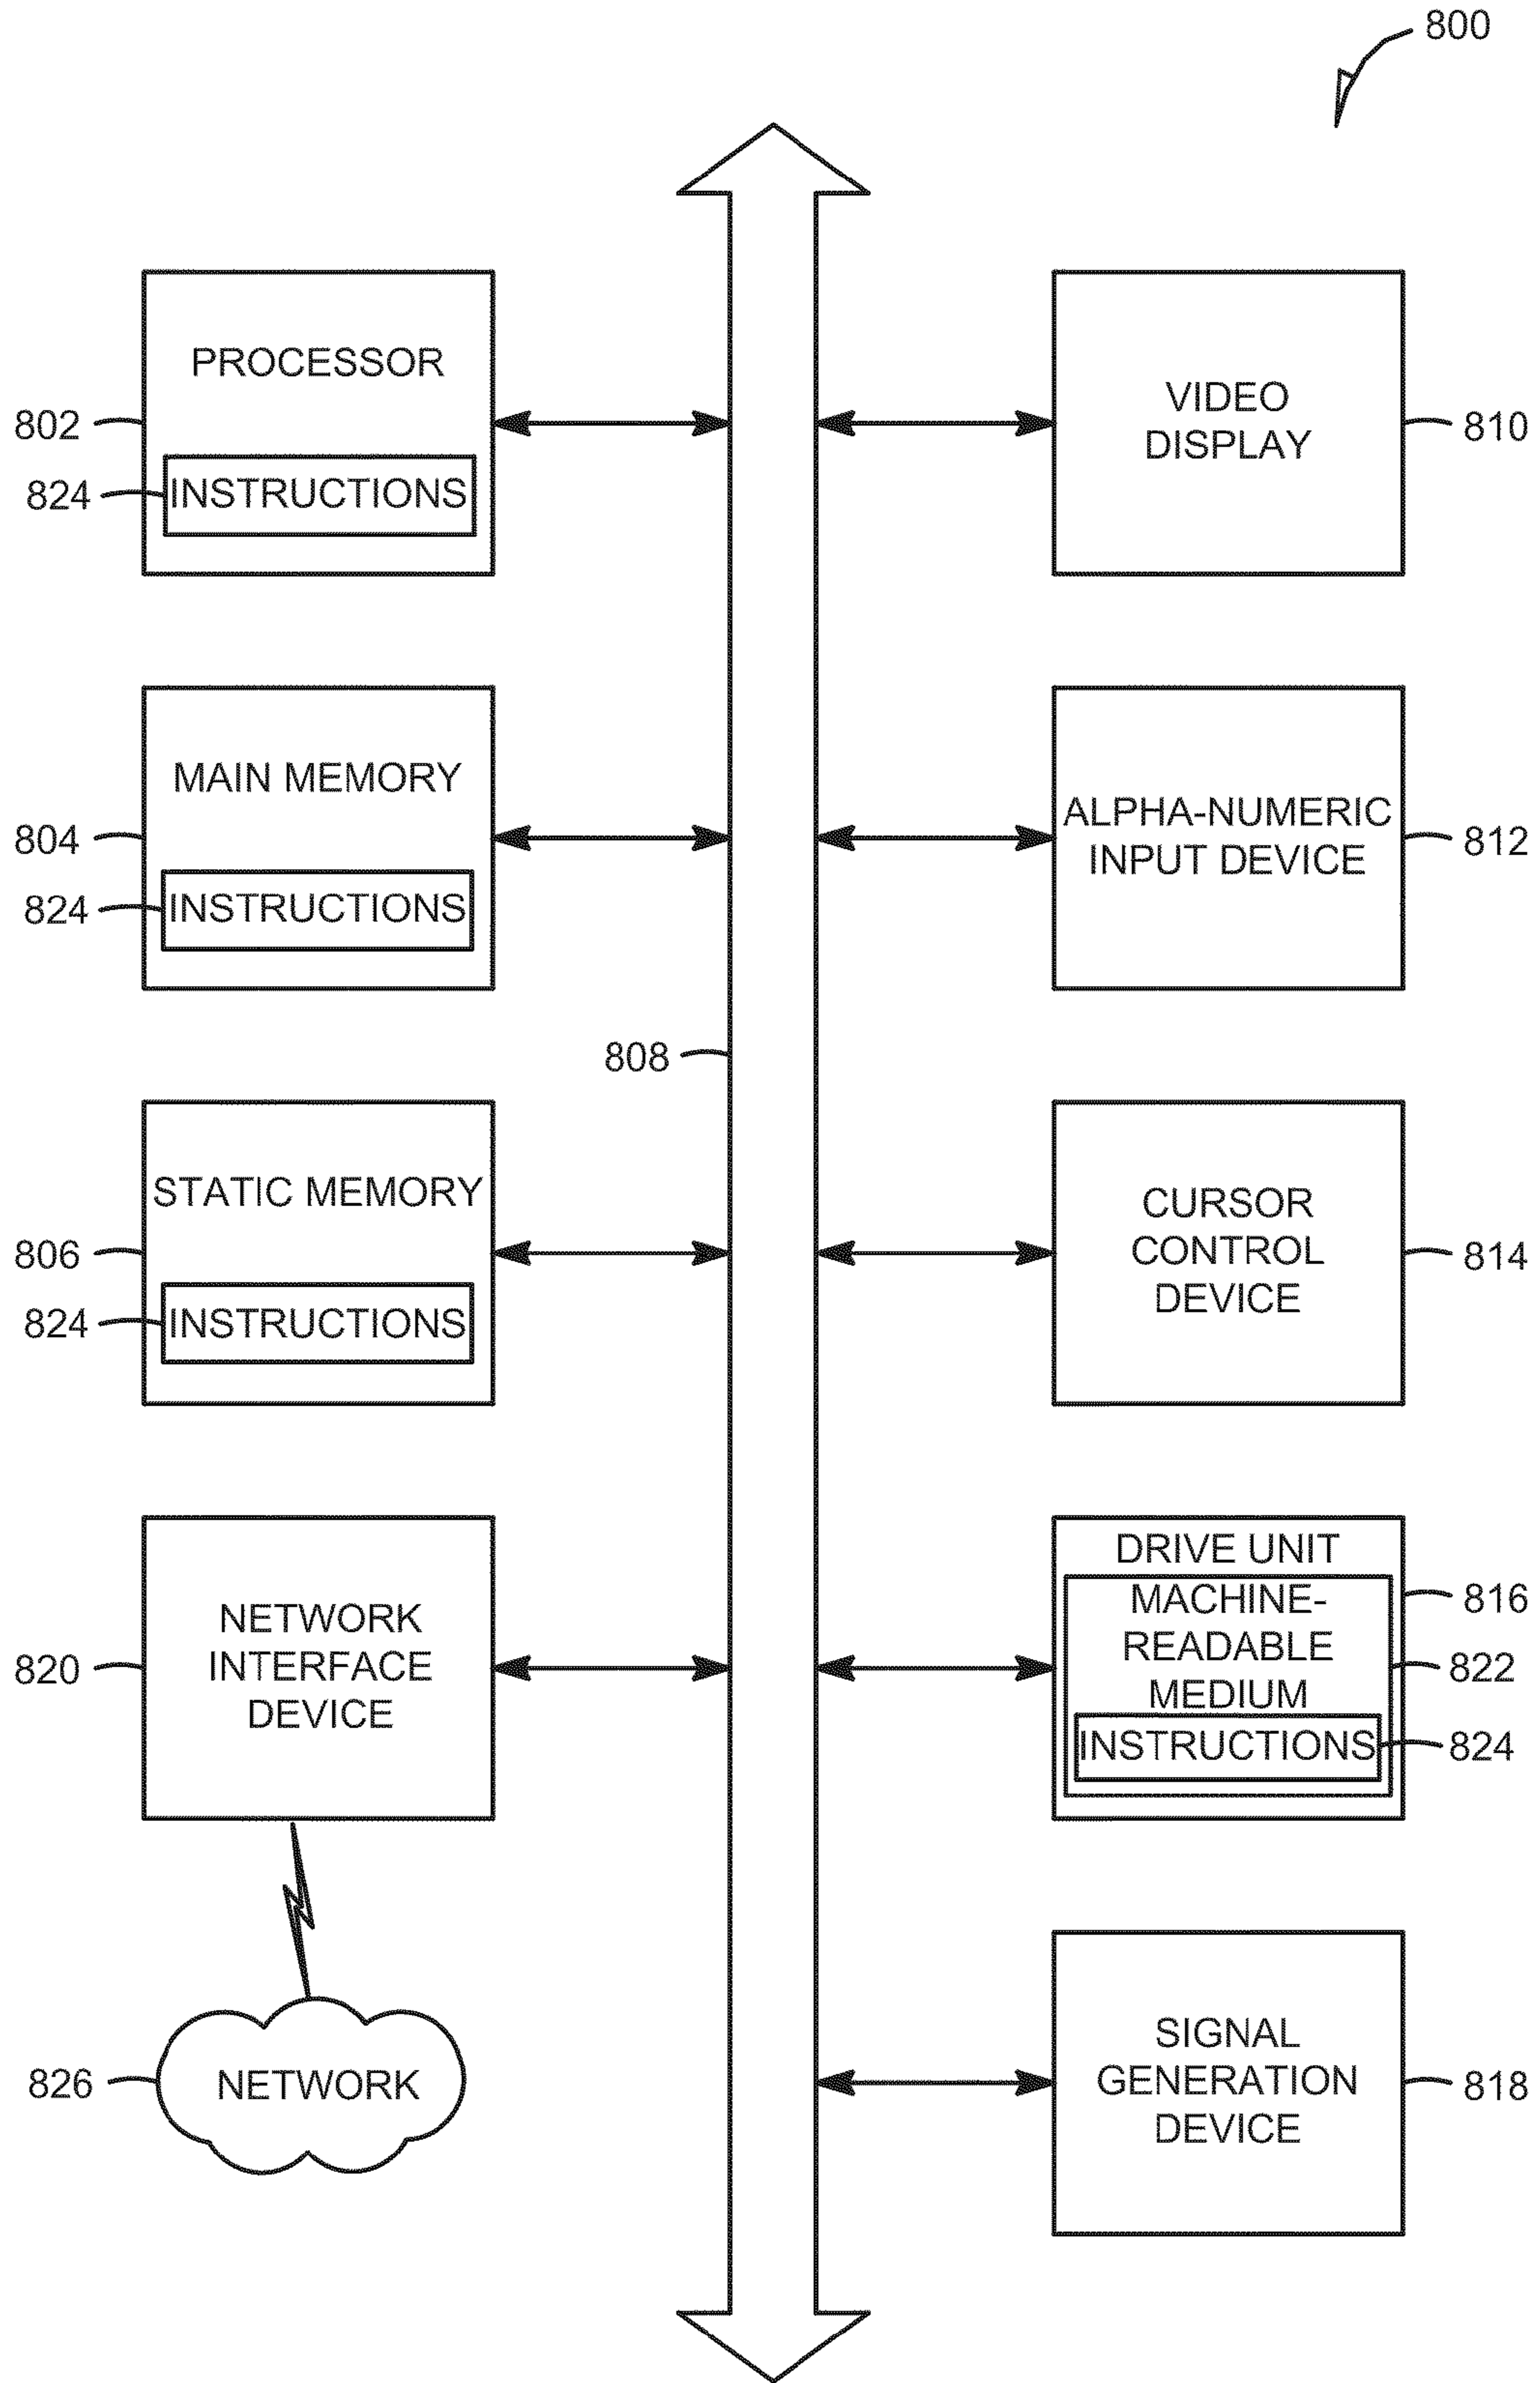 800
PROCESSOR
802
824
INSTRUCTIONS
VIDEO
DISPLAY
810
MAIN MEMORY
804
824
INSTRUCTIONS
ALPHA-NUMERIC
INPUT DEVICE
812
808
STATIC MEMORY
806
824
INSTRUCTIONS
CURSOR
CONTROL
DEVICE
814
NETWORK
INTERFACE
DEVICE
820
DRIVE UNIT
816
MACHINE-
READABLE
MEDIUM
822
INSTRUCTIONS
824
826
NETWORK
SIGNAL
GENERATION
DEVICE
818